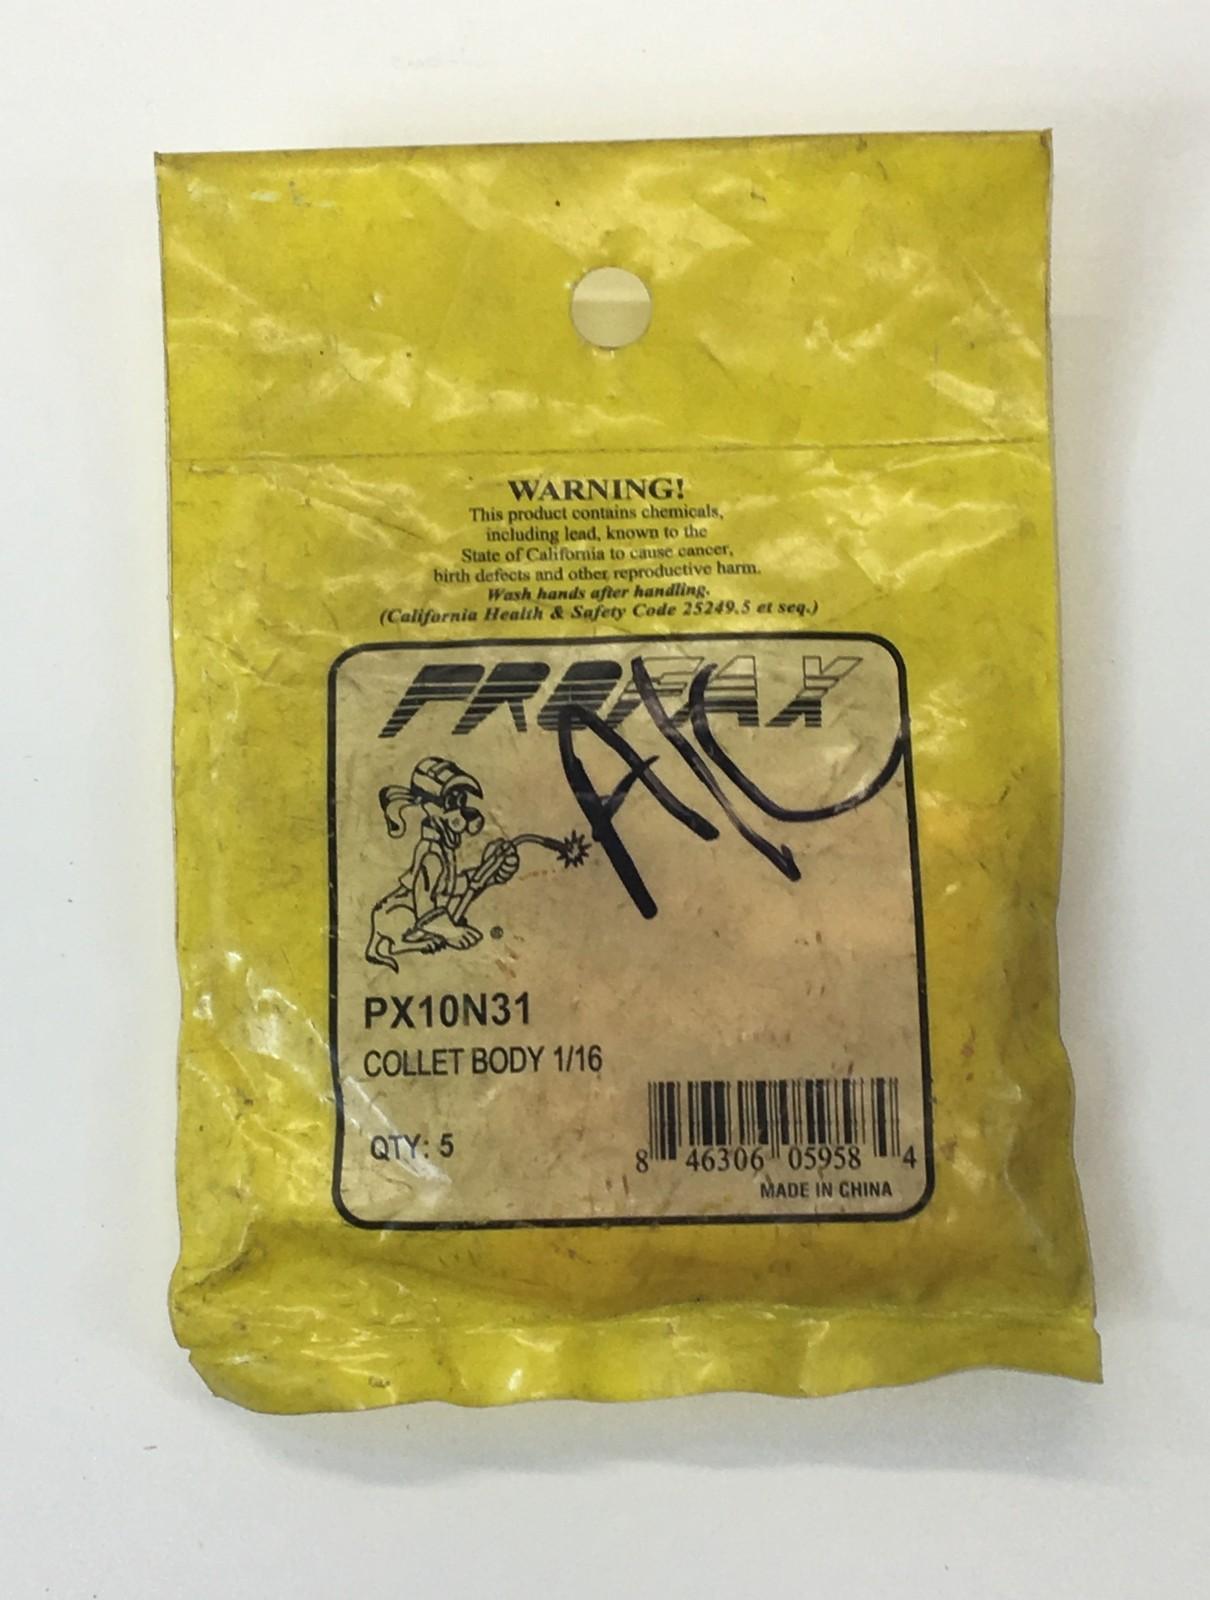 WARNING!
This product contains chemicals,
including lead, known to the
State of California to cause cancer,
birth defects and other reproductive harm.
Wash hands after handling.
(California Health & Safety Code 25249.5 et seq.)
PROFAX
®
PX10N31
COLLET BODY 1/16
QTY: 5
8 46306 05958 4
MADE IN CHINA